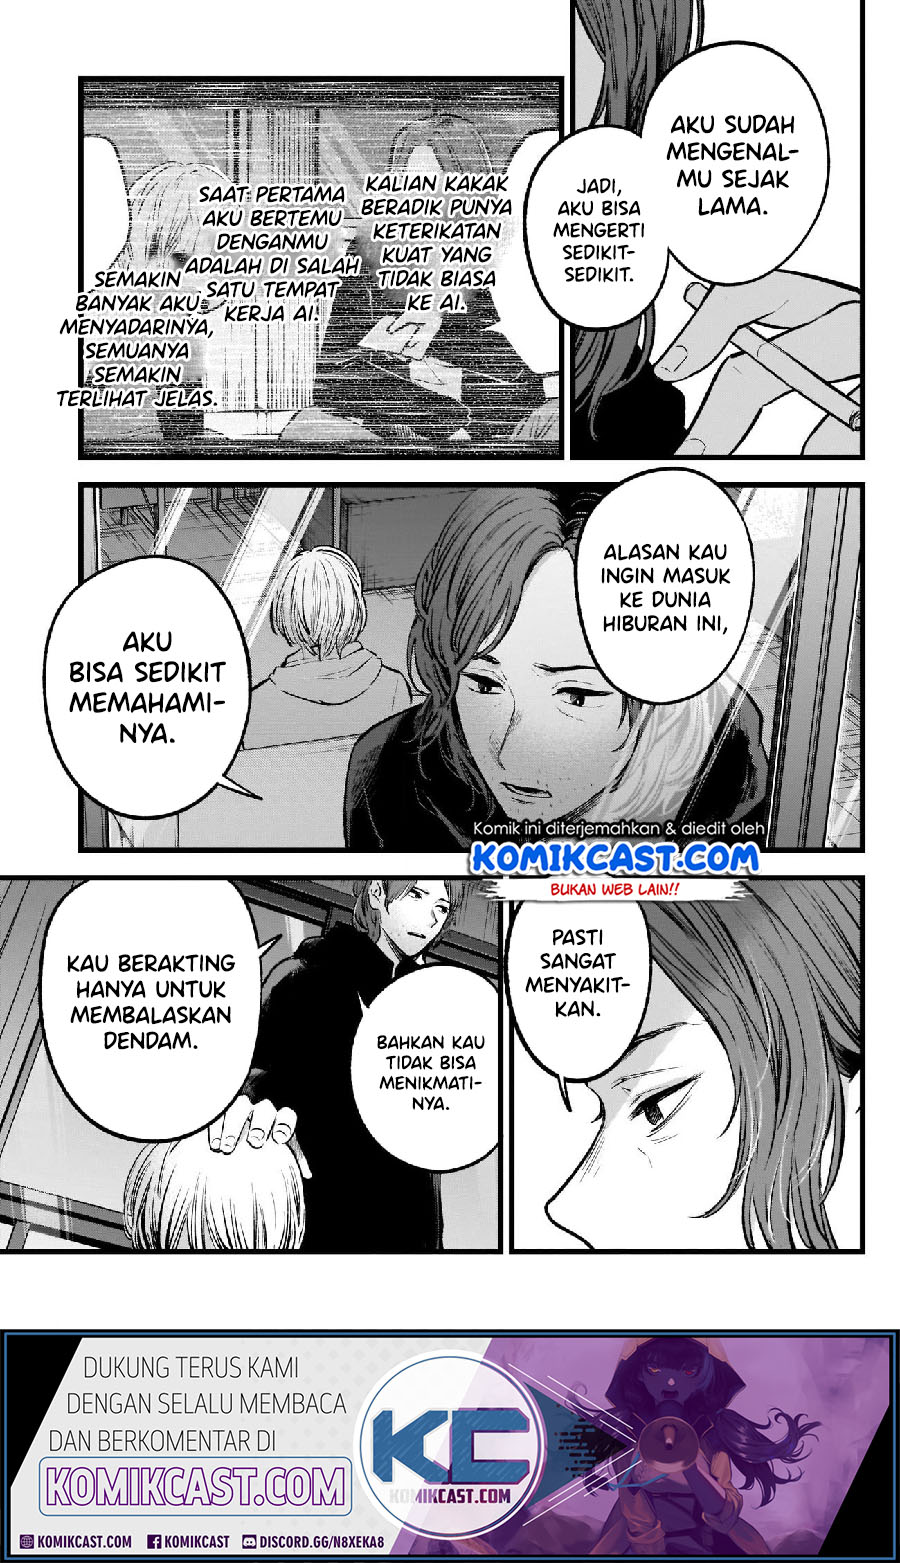 AKU SUDAH
MENGENAL-
MU SEJAK
LAMA.
JADI,
AKU BISA
MENGERTI
SEDIKIT-
SEDIKIT.
KALIAN KAKAK
BERADIK PUNYA
KETERIKATAN
KUAT YANG
TIDAK BIASA
KE AI.
SAAT PERTAMA
AKU BERTEMU
DENGANMU
ADALAH DI SALAH
SATU TEMPAT
KERJA AI.
SEMAKIN
BANYAK AKU
MENYADARINYA,
SEMUANYA
SEMAKIN
TERLIHAT JELAS.
ALASAN KAU
INGIN MASUK
KE DUNIA
HIBURAN INI,
AKU
BISA SEDIKIT
MEMAHAMI-
NYA.
Komik ini diterjemahkan & diedit oleh
KOMIKCAST.COM
BUKAN WEB LAIN!!
PASTI
SANGAT
MENYAKIT-
KAN.
KAU BERAKTING
HANYA UNTUK
MEMBALASKAN
DENDAM.
BAHKAN KAU
TIDAK BISA
MENIKMATI-
NYA.
DUKUNG TERUS KAMI
DENGAN SELALU MEMBACA
DAN BERKOMENTAR DI
KOMIKCAST.COM
KC
KOMIKCAST.COM
KOMIKCAST.COM KOMIKCAST DISCORD.GG/N8XEKA8